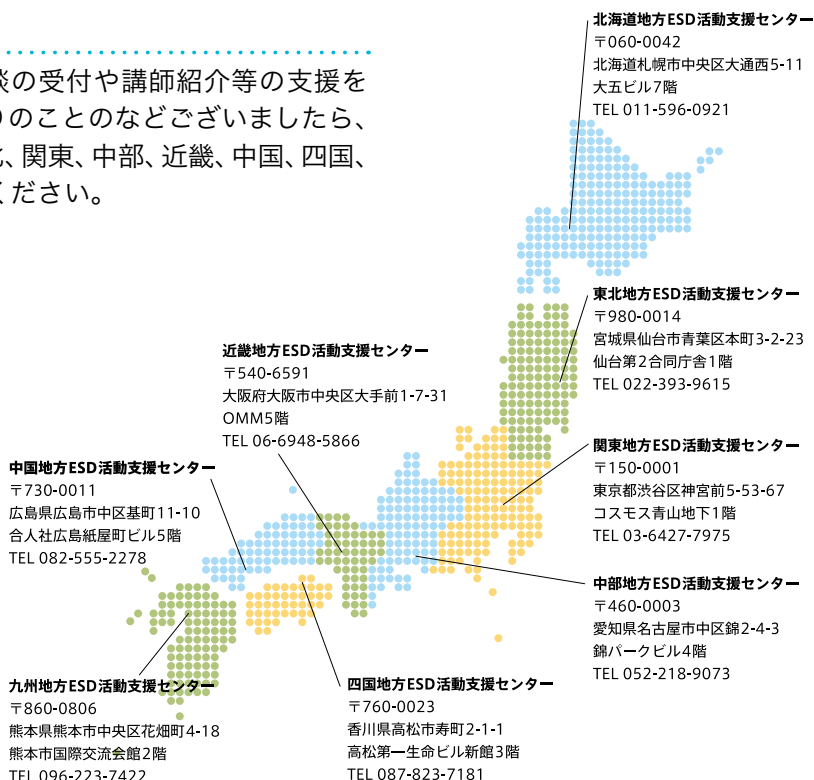 談の受付や講師紹介等の支援を
りのことのなどございましたら、
、関東、中部、近畿、中国、四国、
ください。
北海道地方ESD活動支援センター
〒060-0042
北海道札幌市中央区大通西5-11
大五ビル7階
TEL 011-596-0921
東北地方ESD活動支援センター
〒980-0014
宮城県仙台市青葉区本町3-2-23
仙台第2合同庁舎1階
TEL 022-393-9615
近畿地方ESD活動支援センター
〒540-6591
大阪府大阪市中央区大手前1-7-31
OMM5階
TEL 06-6948-5866
関東地方ESD活動支援センター
〒150-0001
東京都渋谷区神宮前5-53-67
コスモス青山地下1階
TEL 03-6427-7975
中国地方ESD活動支援センター
〒730-0011
広島県広島市中区基町11-10
合人社広島紙屋町ビル5階
TEL 082-555-2278
中部地方ESD活動支援センター
〒460-0003
愛知県名古屋市中区錦2-4-3
錦パークビル4階
TEL 052-218-9073
九州地方ESD活動支援センター
〒860-0806
熊本県熊本市中央区花畑町4-18
熊本市国際交流会館2階
TEL 096-223-7422
四国地方ESD活動支援センター
〒760-0023
香川県高松市寿町2-1-1
高松第一生命ビル新館3階
TEL 087-823-7181